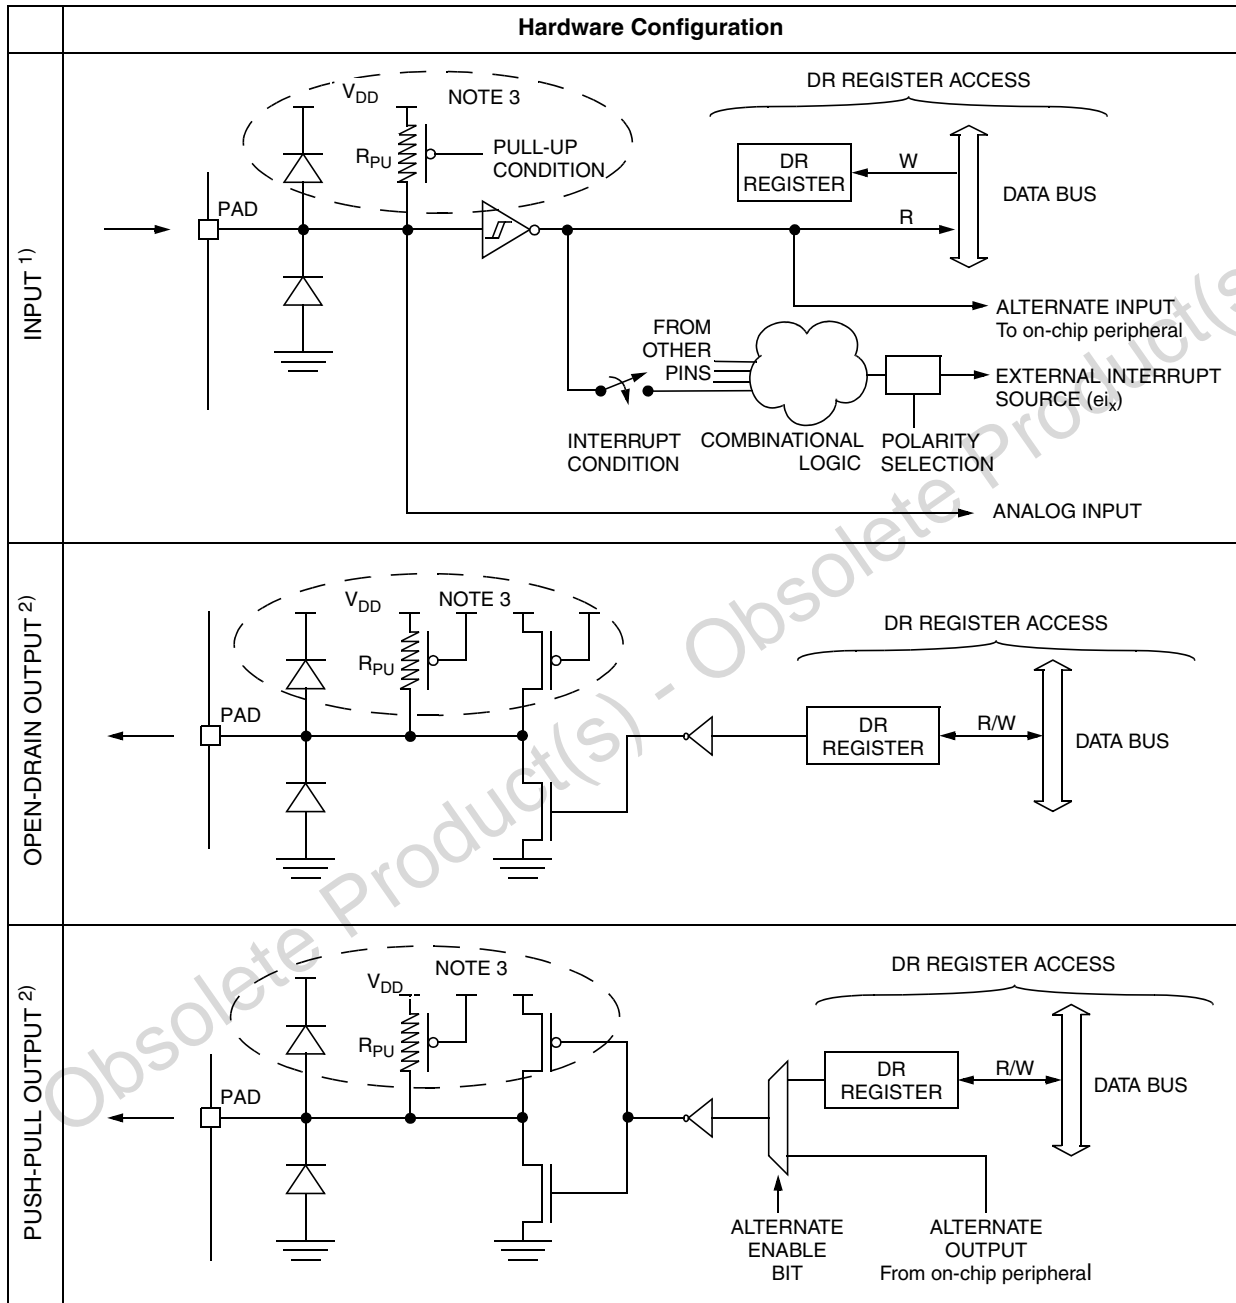 Hardware Configuration
INPUT 1)
VDD
NOTE 3
RPU
PULL-UP
CONDITION
PAD
DR REGISTER ACCESS
DR
REGISTER
W
R
DATA BUS
ALTERNATE INPUT
To on-chip peripheral
FROM
OTHER
PINS
EXTERNAL INTERRUPT
SOURCE (eix)
INTERRUPT
CONDITION
COMBINATIONAL
LOGIC
POLARITY
SELECTION
ANALOG INPUT
OPEN-DRAIN OUTPUT 2)
VDD
NOTE 3
RPU
PAD
DR REGISTER ACCESS
DR
REGISTER
R/W
DATA BUS
PUSH-PULL OUTPUT 2)
VDD
NOTE 3
RPU
PAD
DR REGISTER ACCESS
DR
REGISTER
R/W
DATA BUS
ALTERNATE
ENABLE
BIT
ALTERNATE
OUTPUT
From on-chip peripheral
Obsolete Product(s) - Obsolete Product(s